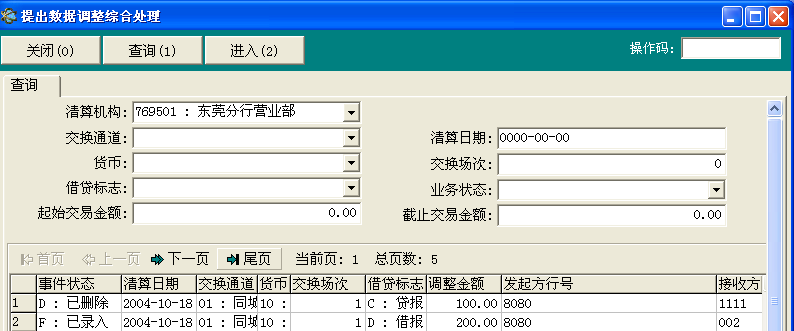 提出数据调整综合处理
关闭(0) 查询(1) 进入(2) 操作码:
查询
清算机构: 769501 : 东莞分行营业部
交换通道: 清算日期: 0000-00-00
货币: 交换场次: 0
借贷标志: 业务状态:
起始交易金额: 0.00 截止交易金额: 0.00
首页 上一页 下一页 尾页 当前页: 1 总页数: 5
事件状态 清算日期 交换通道 货币 交换场次 借贷标志 调整金额 发起方行号 接收方
1 D : 已删除 2004-10-18 01 : 同城 10 : 1 C : 贷报 100.00 8080 1111
2 F : 已录入 2004-10-18 01 : 同城 10 : 1 D : 借报 200.00 8080 002